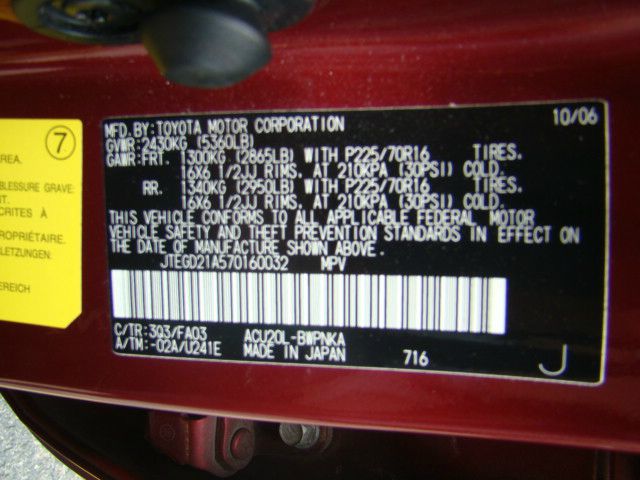 7
AREA.
BLESSURE GRAVE:
NT.
CRITES À
PROPRIÉTAIRE.
LETZUNGEN.
BEREICH
MFD.BY:TOYOTA MOTOR CORPORATION 10/06
GVWR:2430KG (5360LB)
GAWR:FRT. 1300KG (2865LB) WITH P225/70R16 TIRES.
16X6 1/2JJ RIMS. AT 210KPA (30PSI) COLD.
RR. 1340KG (2950LB) WITH P225/70R16 TIRES.
16X6 1/2JJ RIMS. AT 210KPA (30PSI) COLD.
THIS VEHICLE CONFORMS TO ALL APPLICABLE FEDERAL MOTOR
VEHICLE SAFETY AND THEFT PREVENTION STANDARDS IN EFFECT ON
THE DATE OF MANUFACTURE SHOWN ABOVE.
JTEGD21A570160032 MPV
C/TR:3Q3/FA03 ACU20L-BWPNKA
A/TM:-02A/U241E MADE IN JAPAN 716 J